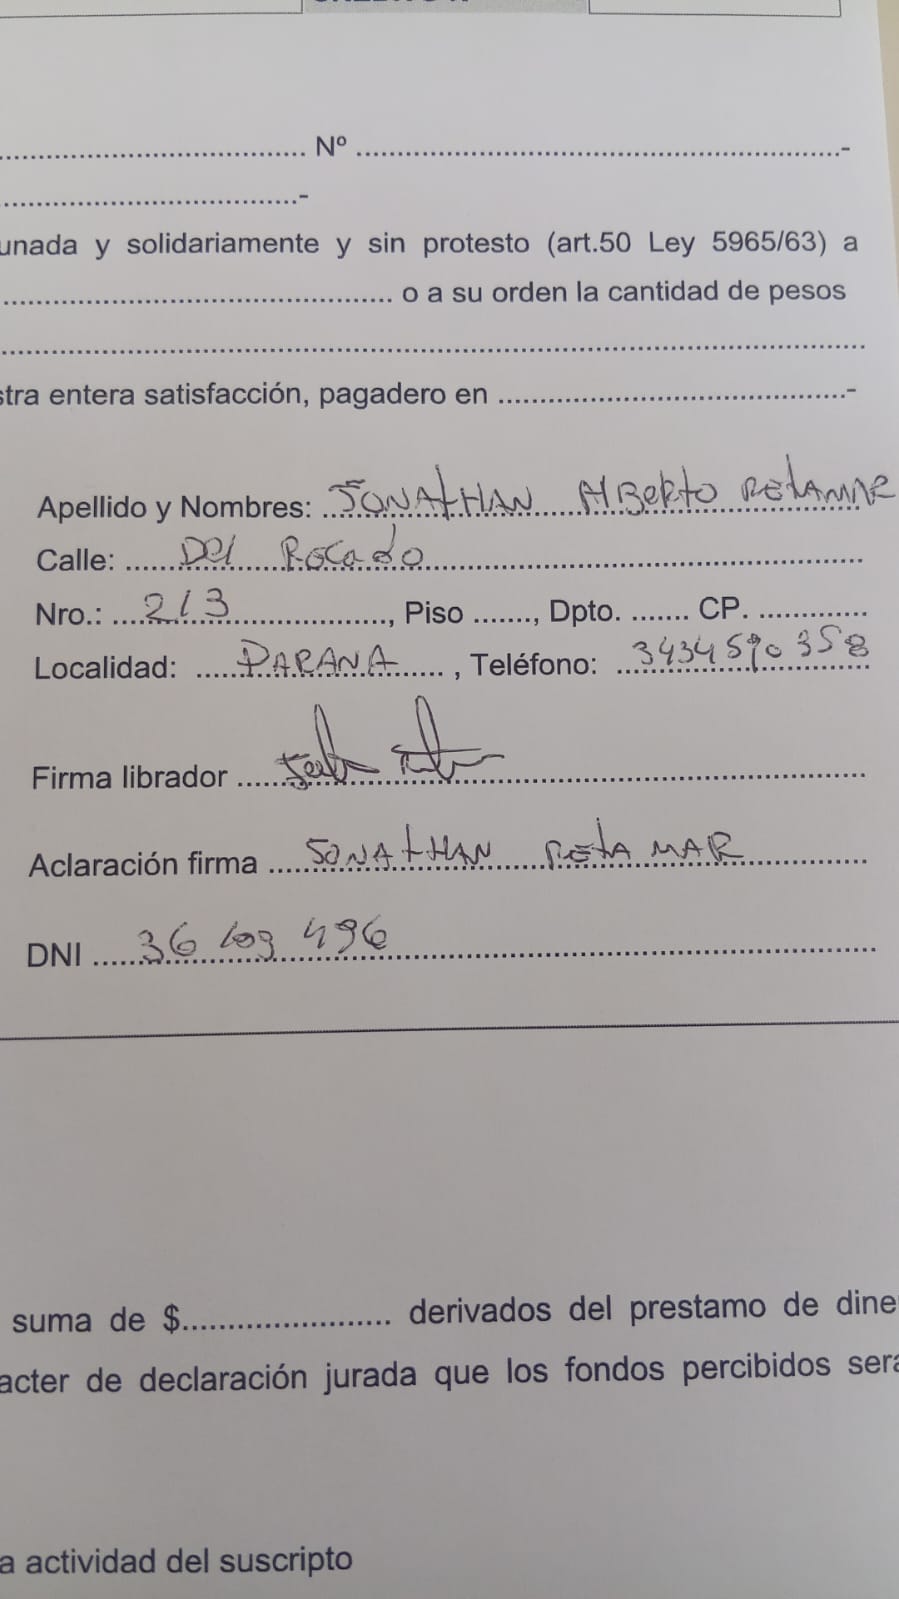 ............................................ Nº ............................................................-
............................................-
unada y solidariamente y sin protesto (art.50 Ley 5965/63) a
.................................................. o a su orden la cantidad de pesos
..........................................................................................................
stra entera satisfacción, pagadero en ............................................-
Apellido y Nombres: JONATHAN Alberto RETAMAR
Calle: Del Rocado
Nro.: 213, Piso ......., Dpto. ....... CP. .............
Localidad: PARANA, Teléfono: 3434590358
Firma librador
Aclaración firma JONATHAN RETAMAR
DNI 36 496
suma de $....................... derivados del prestamo de dine
acter de declaración jurada que los fondos percibidos sera
a actividad del suscripto